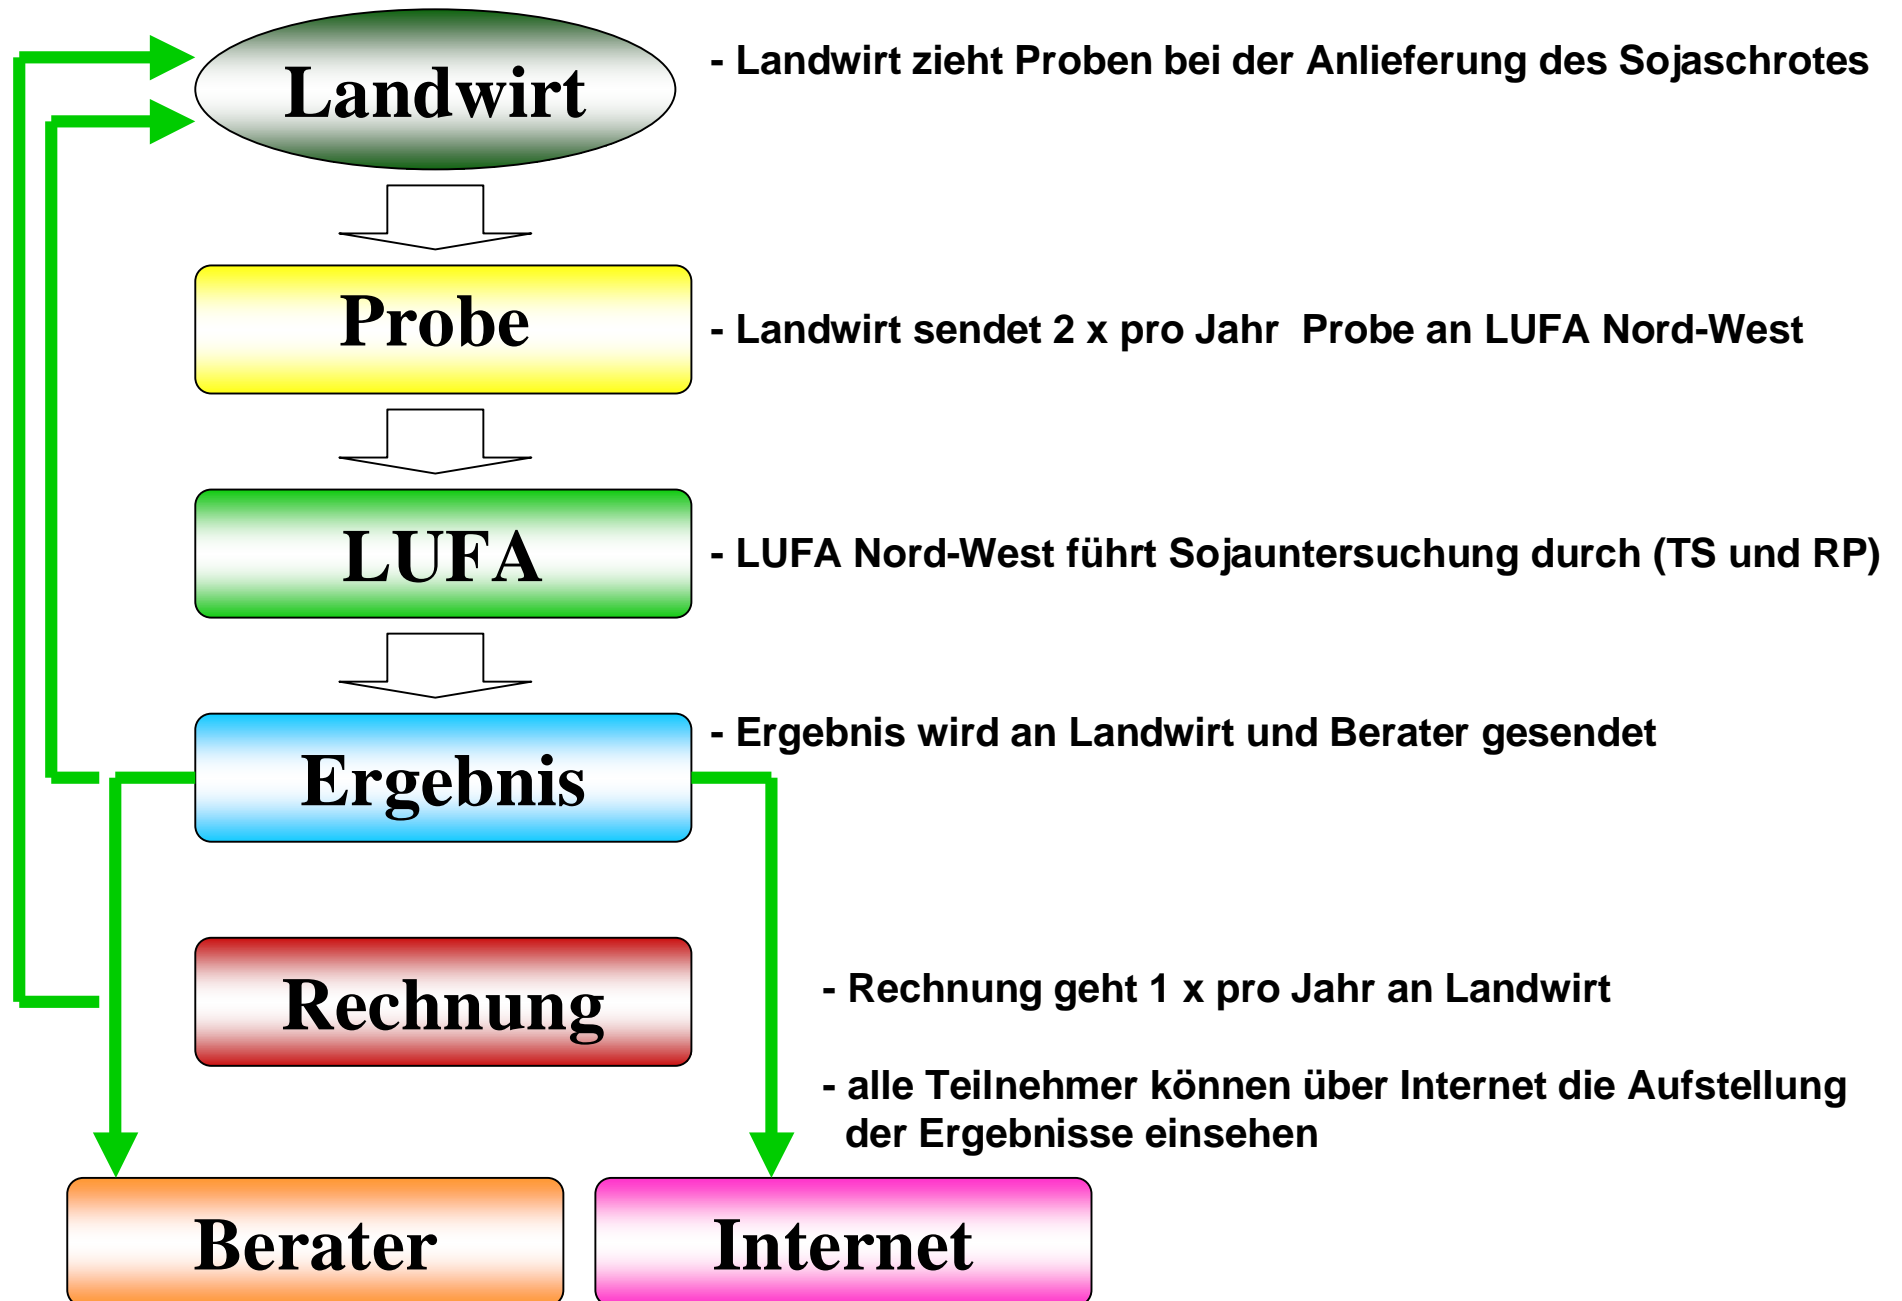 Landwirt
- Landwirt zieht Proben bei der Anlieferung des Sojaschrotes
Probe
- Landwirt sendet 2 x pro Jahr  Probe an LUFA Nord-West
LUFA
- LUFA Nord-West führt Sojauntersuchung durch (TS und RP)
Ergebnis
- Ergebnis wird an Landwirt und Berater gesendet
Rechnung
- Rechnung geht 1 x pro Jahr an Landwirt
- alle Teilnehmer können über Internet die Aufstellung
der Ergebnisse einsehen
Berater
Internet